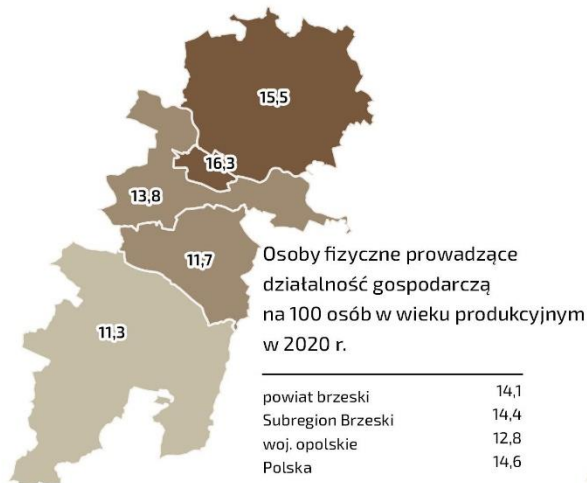 15,5
16,3
13,8
11,7
11,3
Osoby fizyczne prowadzące
działalność gospodarczą
na 100 osób w wieku produkcyjnym
w 2020 r.
powiat brzeski 14,1
Subregion Brzeski 14,4
woj. opolskie 12,8
Polska 14,6